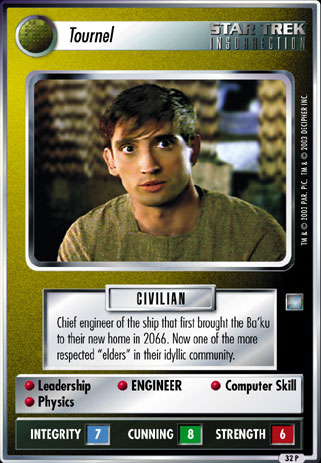 Tournel
STAR TREK
INSURRECTION
TM & © 2003 PAR. PIC. TM & © 2003 DECIPHER INC.
CIVILIAN
Chief engineer of the ship that first brought the Ba'ku
to their new home in 2066. Now one of the more
respected "elders" in their idyllic community.
Leadership ENGINEER Computer Skill
Physics
INTEGRITY 7 CUNNING 8 STRENGTH 6
32 P